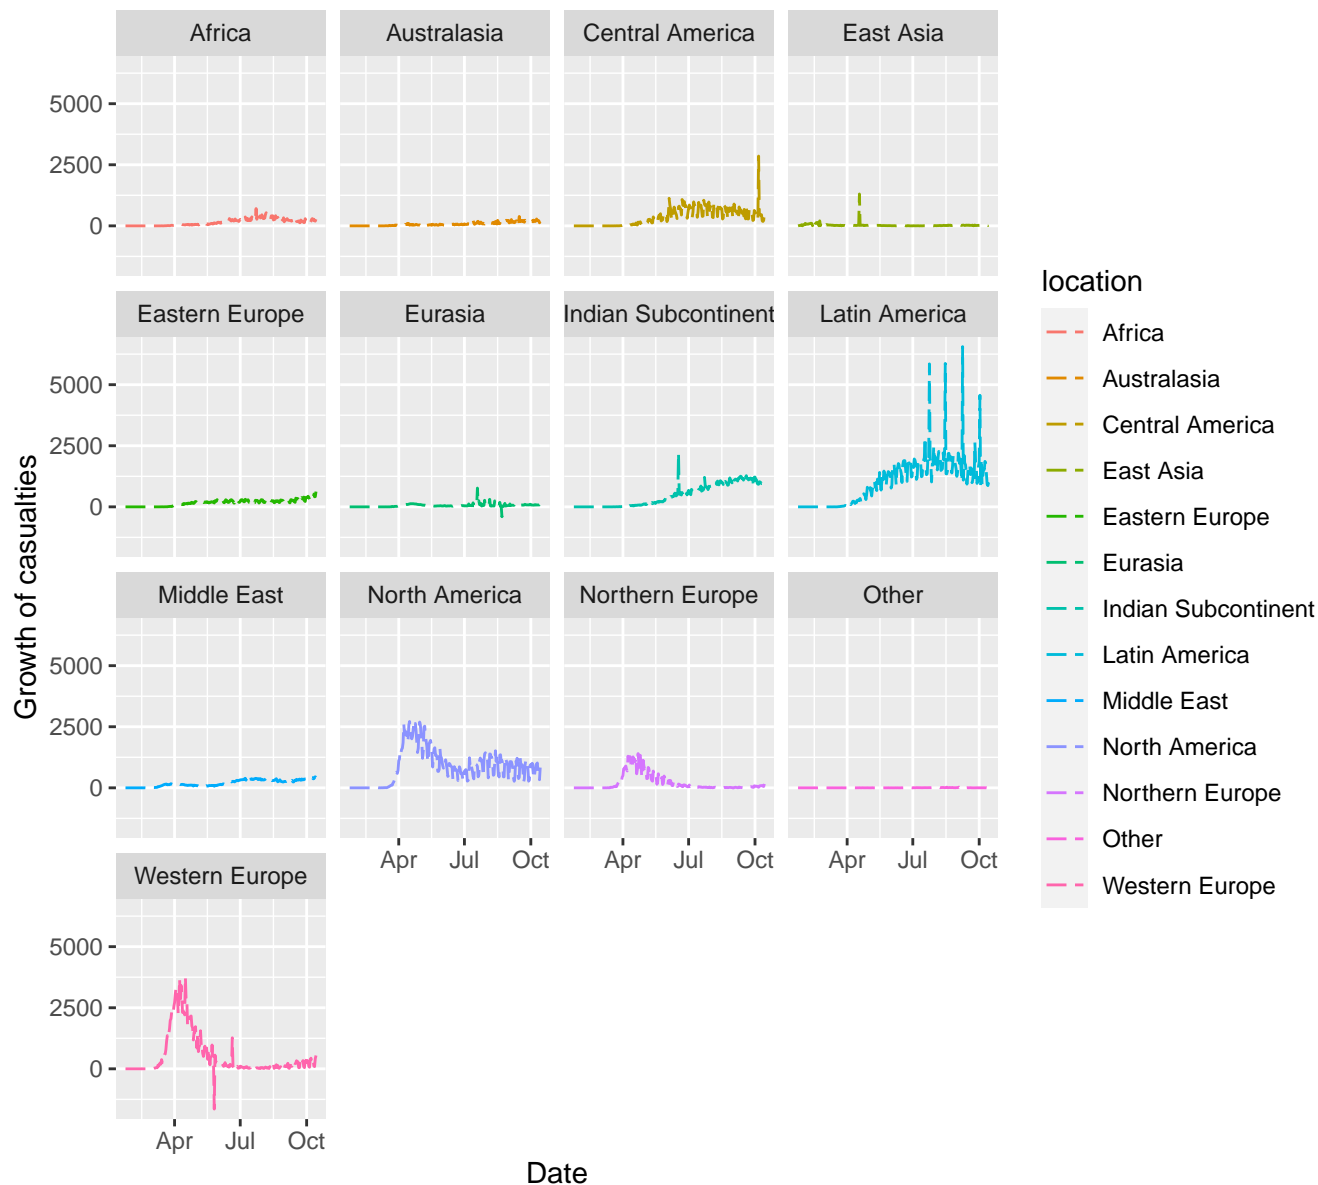 Africa
Australasia
Central America
East Asia
5000
2500
0
Eastern Europe
Eurasia
Indian Subcontinent
Latin America
5000
2500
0
Middle East
North America
Northern Europe
Other
5000
2500
0
Apr Jul Oct
Apr Jul Oct
Apr Jul Oct
Western Europe
5000
2500
0
Apr Jul Oct
Growth of casualties
Date
location
Africa
Australasia
Central America
East Asia
Eastern Europe
Eurasia
Indian Subcontinent
Latin America
Middle East
North America
Northern Europe
Other
Western Europe